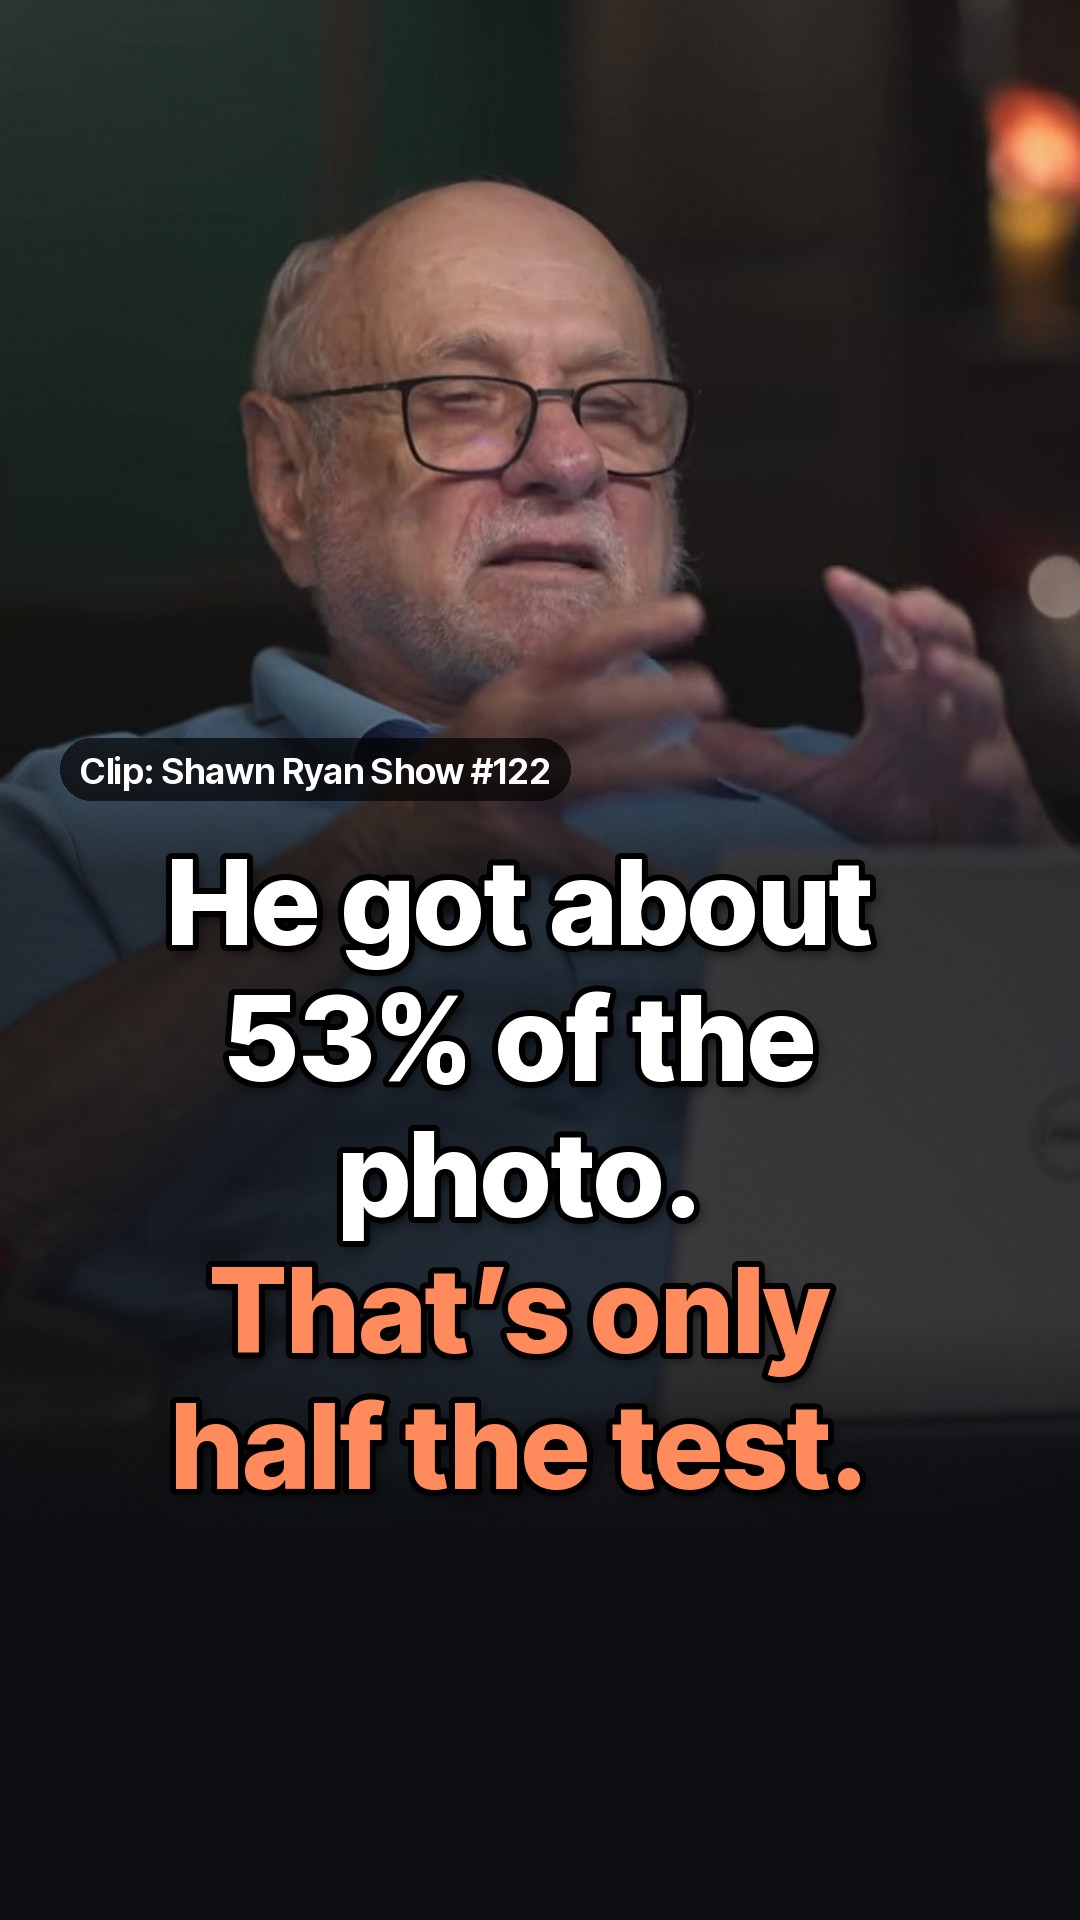 Clip: Shawn Ryan Show #122
He got about
53% of the
photo.
That’s only
half the test.